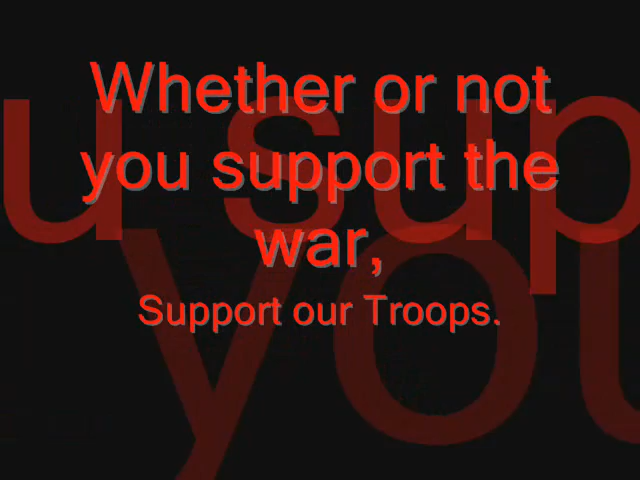 Whether or not
you support the
war,
Support our Troops.
u sup
you